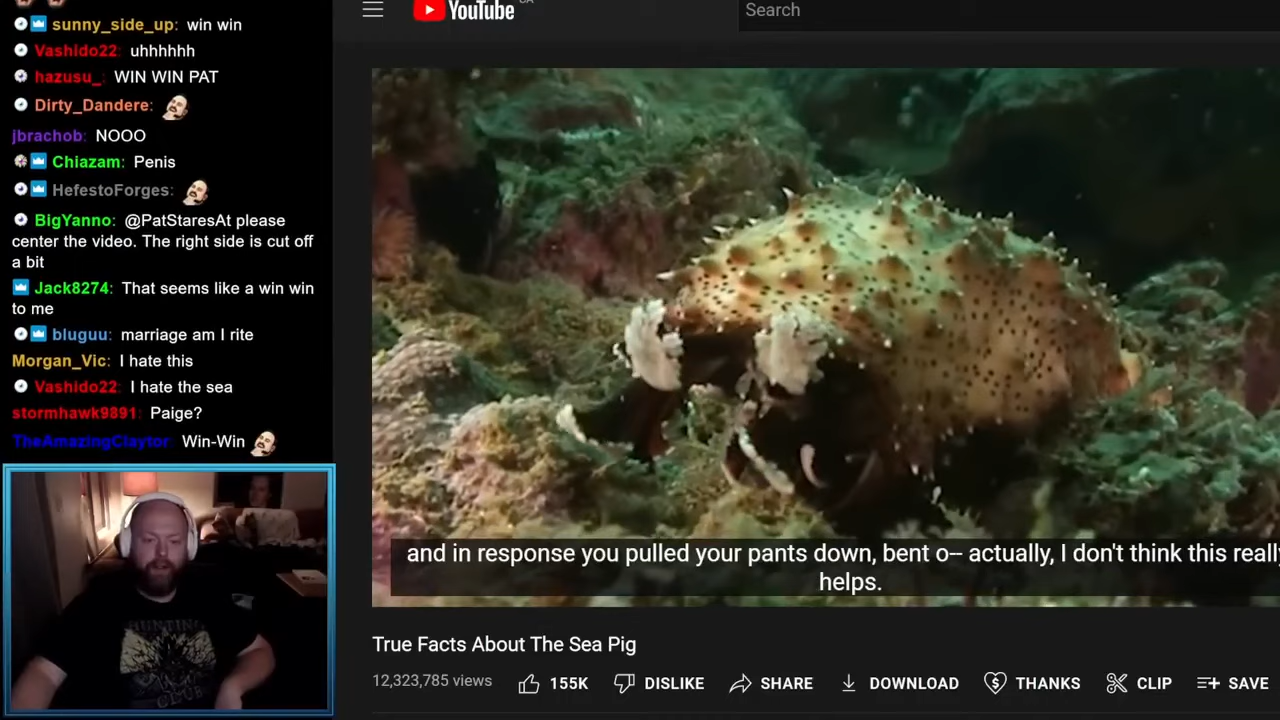 sunny_side_up: win win
Vashido22: uhhhhhh
hazusu_: WIN WIN PAT
Dirty_Dandere:
jbrachob: NOOO
Chiazam: Penis
HefestoForges:
BigYanno: @PatStaresAt please
center the video. The right side is cut off
a bit
Jack8274: That seems like a win win
to me
bluguu: marriage am I rite
Morgan_Vic: I hate this
Vashido22: I hate the sea
stormhawk9891: Paige?
TheAmazingClaytor: Win-Win
YouTube
CA
Search
and in response you pulled your pants down, bent o-- actually, I don't think this really
helps.
True Facts About The Sea Pig
12,323,785 views 155K DISLIKE SHARE DOWNLOAD THANKS CLIP SAVE